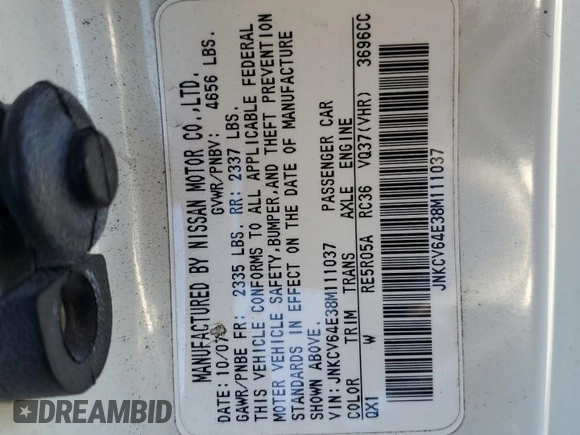 MANUFACTURED BY NISSAN MOTOR CO.,LTD.
DATE: 10/07 GVWR/PNBV: 4656 LBS.
GAWR/PNBE FR: 2335 LBS. RR: 2337 LBS.
THIS VEHICLE CONFORMS TO ALL APPLICABLE FEDERAL
MOTER VEHICLE SAFETY,BUMPER,AND THEFT PREVENTION
STANDARDS IN EFFECT ON THE DATE OF MANUFACTURE
SHOWN ABOVE.
VIN: JNKCV64E38M111037 PASSENGER CAR
COLOR TRIM TRANS AXLE ENGINE
QX1 W RE5R05A RC36 VQ37(VHR) 3696CC
JNKCV64E38M111037
DREAMBID